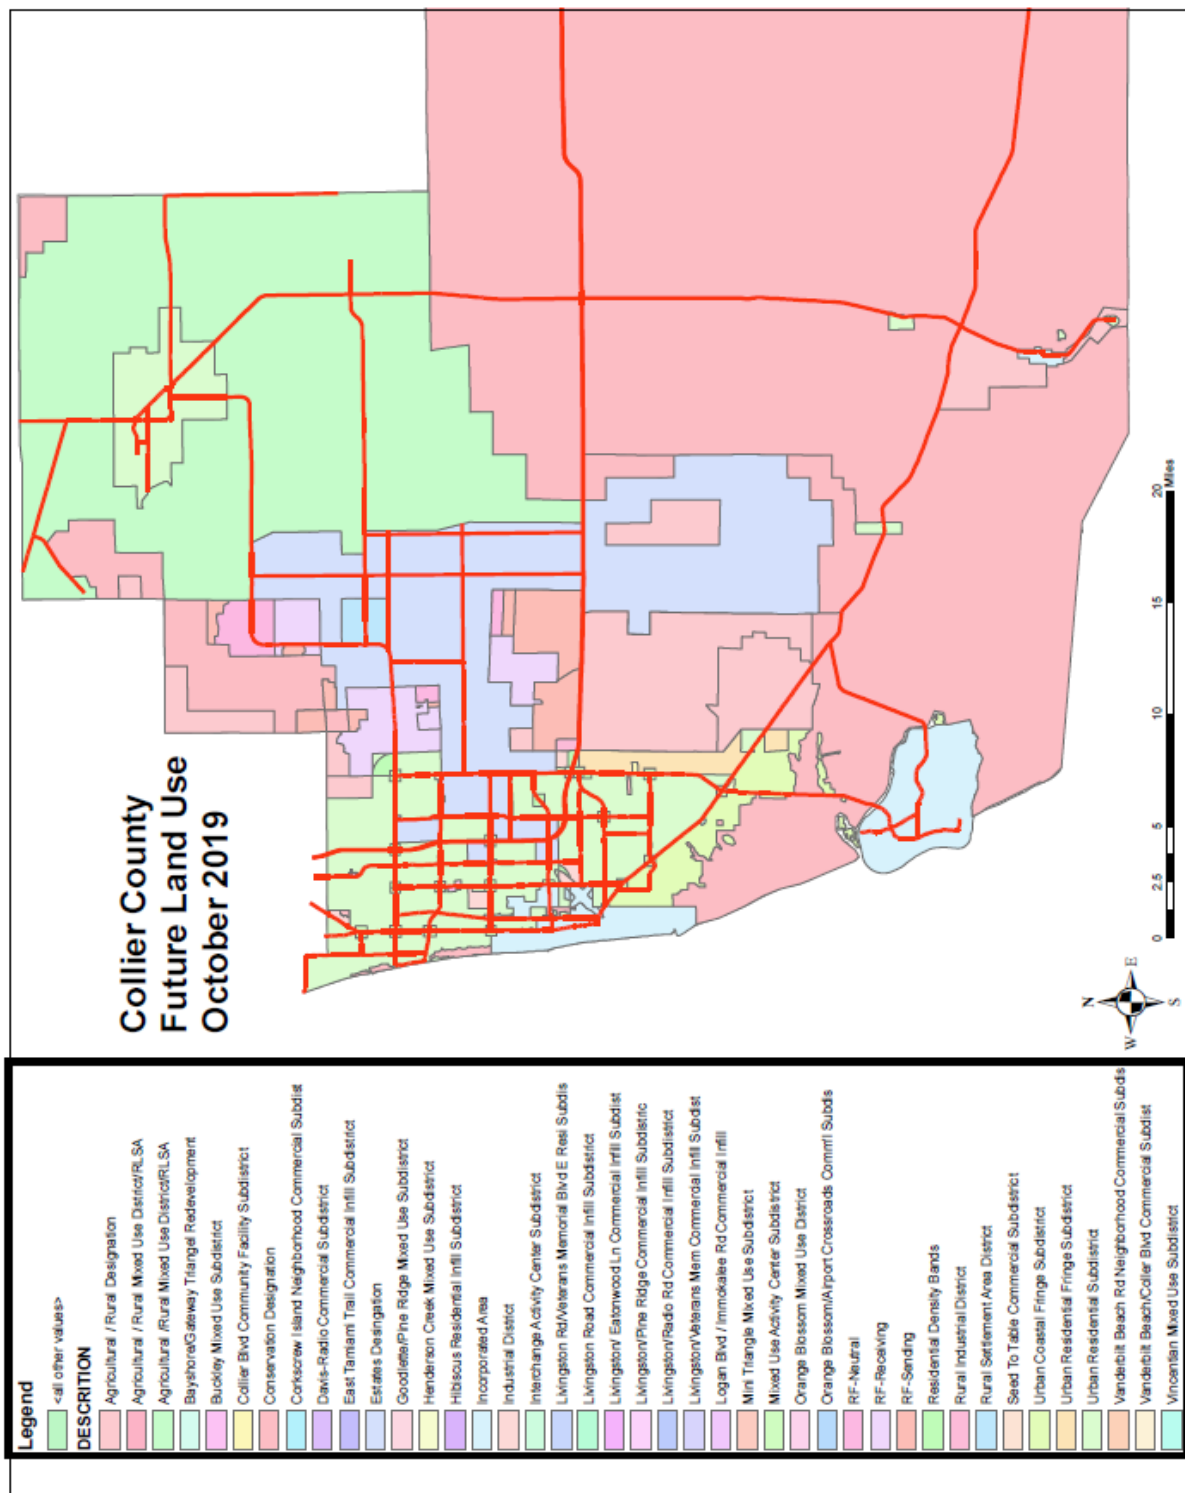 Collier County
Future Land Use
October 2019
Legend
<all other values>
DESCRITION
Agricultural / Rural Designation
Agricultural / Rural Mixed Use District/RLSA
Agricultural /Rural Mixed Use District/RLSA
Bayshore/Gateway Triangel Redevelopment
Buckley Mixed Use Subdistrict
Collier Blvd Community Facility Subdistrict
Conservation Designation
Corkscrew Island Neighborhood Commercial Subdist
Davis-Radio Commercial Subdistrict
East Tamiami Trail Commercial Infill Subdistrict
Estates Desingation
Goodlette/Pine Ridge Mixed Use Subdistrict
Henderson Creek Mixed Use Subdistrict
Hibiscus Residential Infill Subdistrict
Incorporated Area
Industrial District
Interchange Activity Center Subdistrict
Livingston Rd/Veterans Memorial Blvd E Resi Subdis
Livingston Road Commercial Infill Subdistrict
Livingston/ Eatonwood Ln Commercial Infill Subdist
Livingston/Pine Ridge Commercial Infill Subdistric
Livingston/Radio Rd Commercial Infill Subdistrict
Livingston/Veterans Mem Commercial Infill Subdist
Logan Blvd / Immokalee Rd Commercial Infill
Mini Triangle Mixed Use Subdistrict
Mixed Use Activity Center Subdistrict
Orange Blossom Mixed Use District
Orange Blossom/Airport Crossroads Comm'l Subdis
RF-Neutral
RF-Receiving
RF-Sending
Residential Density Bands
Rural Industrial District
Rural Settlement Area District
Seed To Table Commercial Subdistrict
Urban Coastal Fringe Subdistrict
Urban Residential Fringe Subdistrict
Urban Residential Subdistrict
Vanderbilt Beach Rd Neighborhood Commercial Subdis
Vanderbilt Beach/Coller Blvd Commercial Subdist
Vincentian Mixed Use Subdistrict
N
W E
S
0 2.5 5 10 15 20
Miles